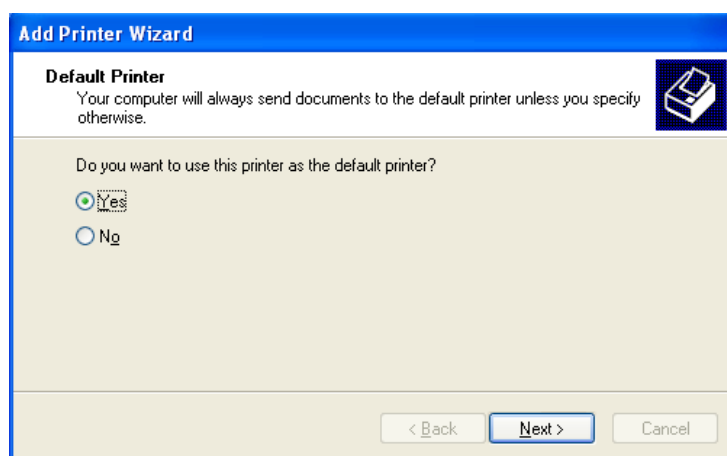 Add Printer Wizard
Default Printer
Your computer will always send documents to the default printer unless you specify
otherwise.
Do you want to use this printer as the default printer?
Yes
No
< Back Next > Cancel